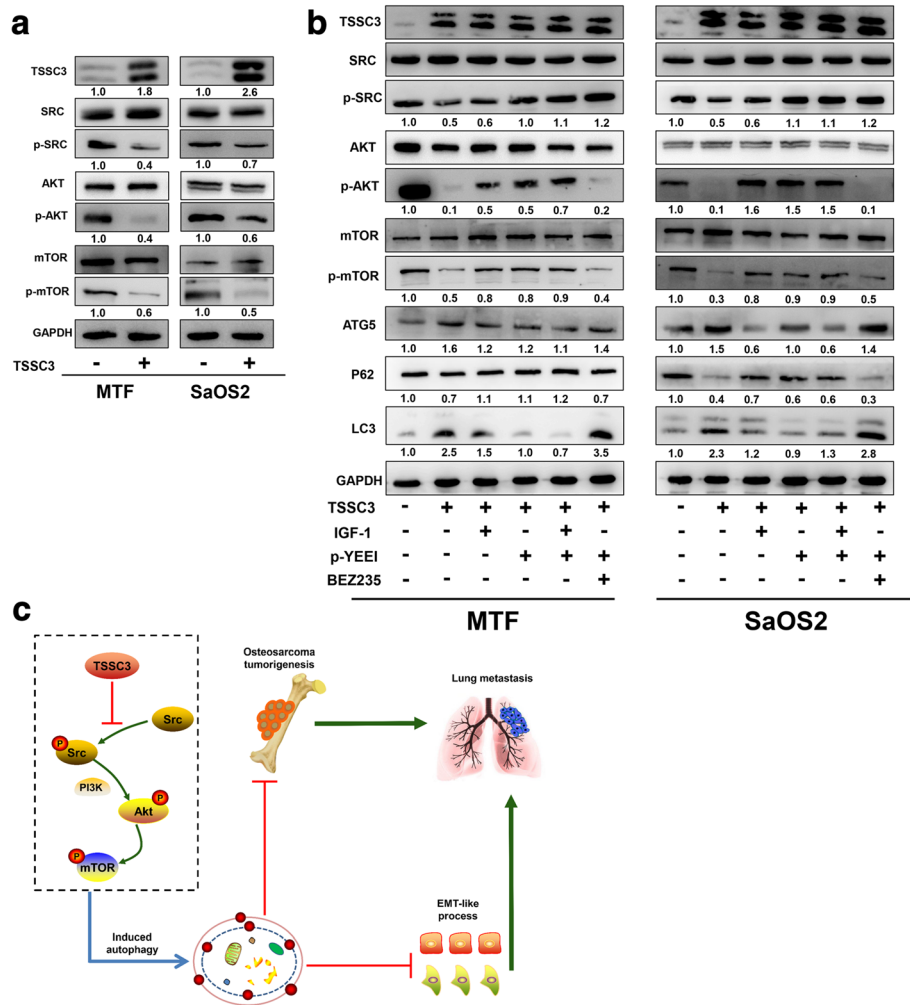 a
TSSC3
1.0 1.8 1.0 2.6
SRC
p-SRC
1.0 0.4 1.0 0.7
AKT
p-AKT
1.0 0.4 1.0 0.6
mTOR
p-mTOR
1.0 0.6 1.0 0.5
GAPDH
TSSC3 - + - +
MTF SaOS2
b
TSSC3
SRC
p-SRC
1.0 0.5 0.6 1.0 1.1 1.2 1.0 0.5 0.6 1.1 1.1 1.2
AKT
p-AKT
1.0 0.1 0.5 0.5 0.7 0.2 1.0 0.1 1.6 1.5 1.5 0.1
mTOR
p-mTOR
1.0 0.5 0.8 0.8 0.9 0.4 1.0 0.3 0.8 0.9 0.9 0.5
ATG5
1.0 1.6 1.2 1.2 1.1 1.4 1.0 1.5 0.6 1.0 0.6 1.4
P62
1.0 0.7 1.1 1.1 1.2 0.7 1.0 0.4 0.7 0.6 0.6 0.3
LC3
1.0 2.5 1.5 1.0 0.7 3.5 1.0 2.3 1.2 0.9 1.3 2.8
GAPDH
TSSC3 - + + + + + - + + + + +
IGF-1 - - + - + - - - + - + -
p-YEEI - - - + + + - - - + + +
BEZ235 - - - - - + - - - - - +
MTF SaOS2
c
TSSC3
Src
P
Src
PI3K
Akt P
P
mTOR
Induced
autophagy
Osteosarcoma
tumorigenesis
Lung metastasis
EMT-like
process